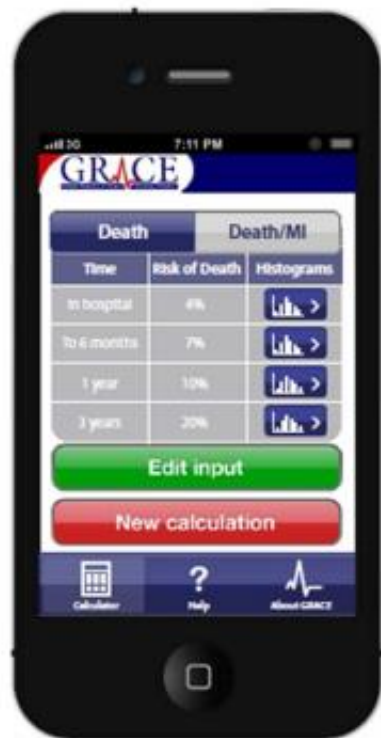 3G 7:11 PM
GRACE
Death Death/MI
Time Risk of Death Histograms
In hospital 4%
To 6 months 7%
1 year 10%
3 years 20%
Edit input
New calculation
Calculator Help About GRACE